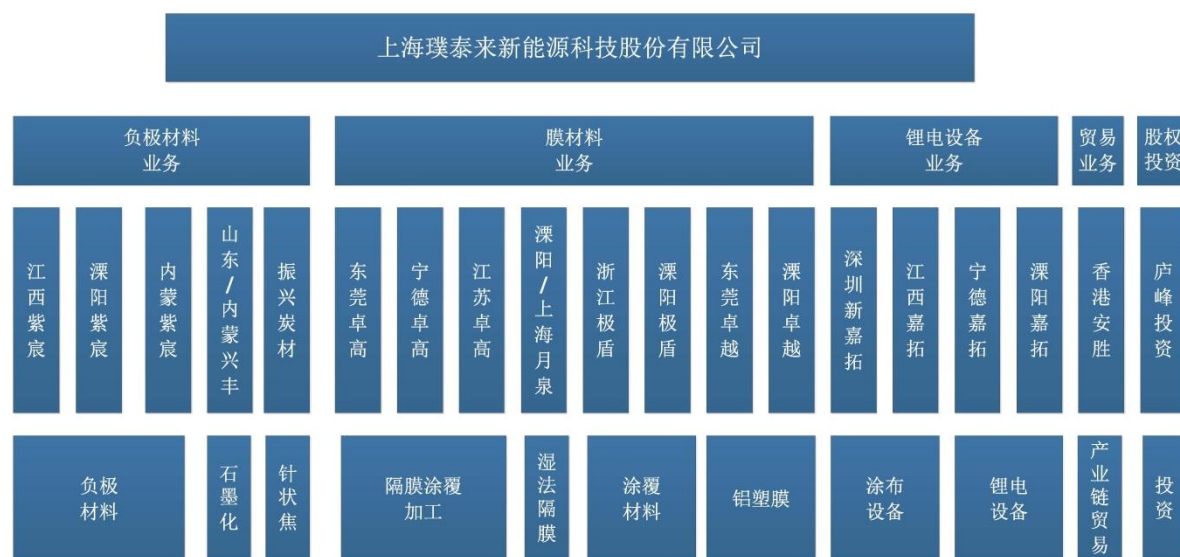 上海璞泰来新能源科技股份有限公司
负极材料
业务
膜材料
业务
锂电设备
业务
贸易
业务
股权
投资
江西紫宸
溧阳紫宸
内蒙紫宸
山东/内蒙兴丰
振兴炭材
东莞卓高
宁德卓高
江苏卓高
溧阳/上海月泉
浙江极盾
溧阳极盾
东莞卓越
溧阳卓越
深圳新嘉拓
江西嘉拓
宁德嘉拓
溧阳嘉拓
香港安胜
庐峰投资
负极
材料
石墨化
针状焦
隔膜涂覆
加工
湿法隔膜
涂覆
材料
铝塑膜
涂布
设备
锂电
设备
产业链贸易
投资